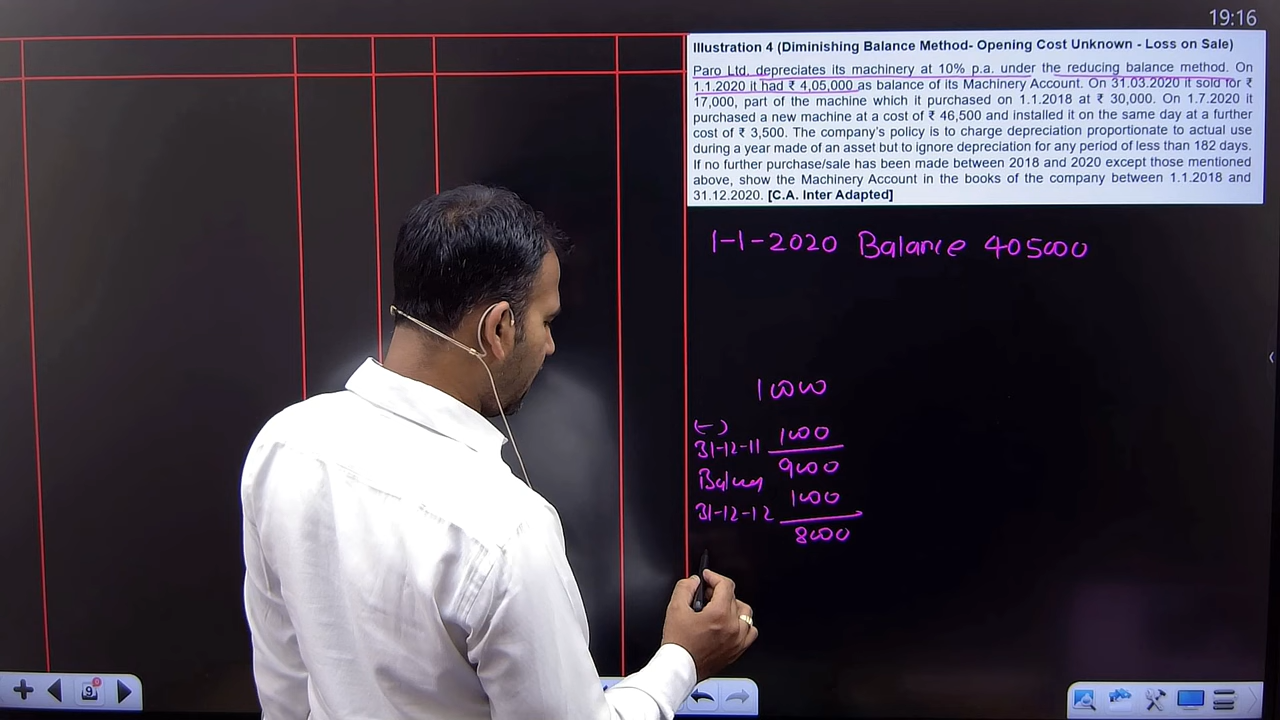 19:16
Illustration 4 (Diminishing Balance Method- Opening Cost Unknown - Loss on Sale)
Paro Ltd. depreciates its machinery at 10% p.a. under the reducing balance method. On
1.1.2020 it had ₹ 4,05,000 as balance of its Machinery Account. On 31.03.2020 it sold for ₹
17,000, part of the machine which it purchased on 1.1.2018 at ₹ 30,000. On 1.7.2020 it
purchased a new machine at a cost of ₹ 46,500 and installed it on the same day at a further
cost of ₹ 3,500. The company's policy is to charge depreciation proportionate to actual use
during a year made of an asset but to ignore depreciation for any period of less than 182 days.
If no further purchase/sale has been made between 2018 and 2020 except those mentioned
above, show the Machinery Account in the books of the company between 1.1.2018 and
31.12.2020. [C.A. Inter Adapted]
1-1-2020 Balance 405000
10000
(-)
31-12-11 1000
9000
Balance
1000
31-12-12
8000
9